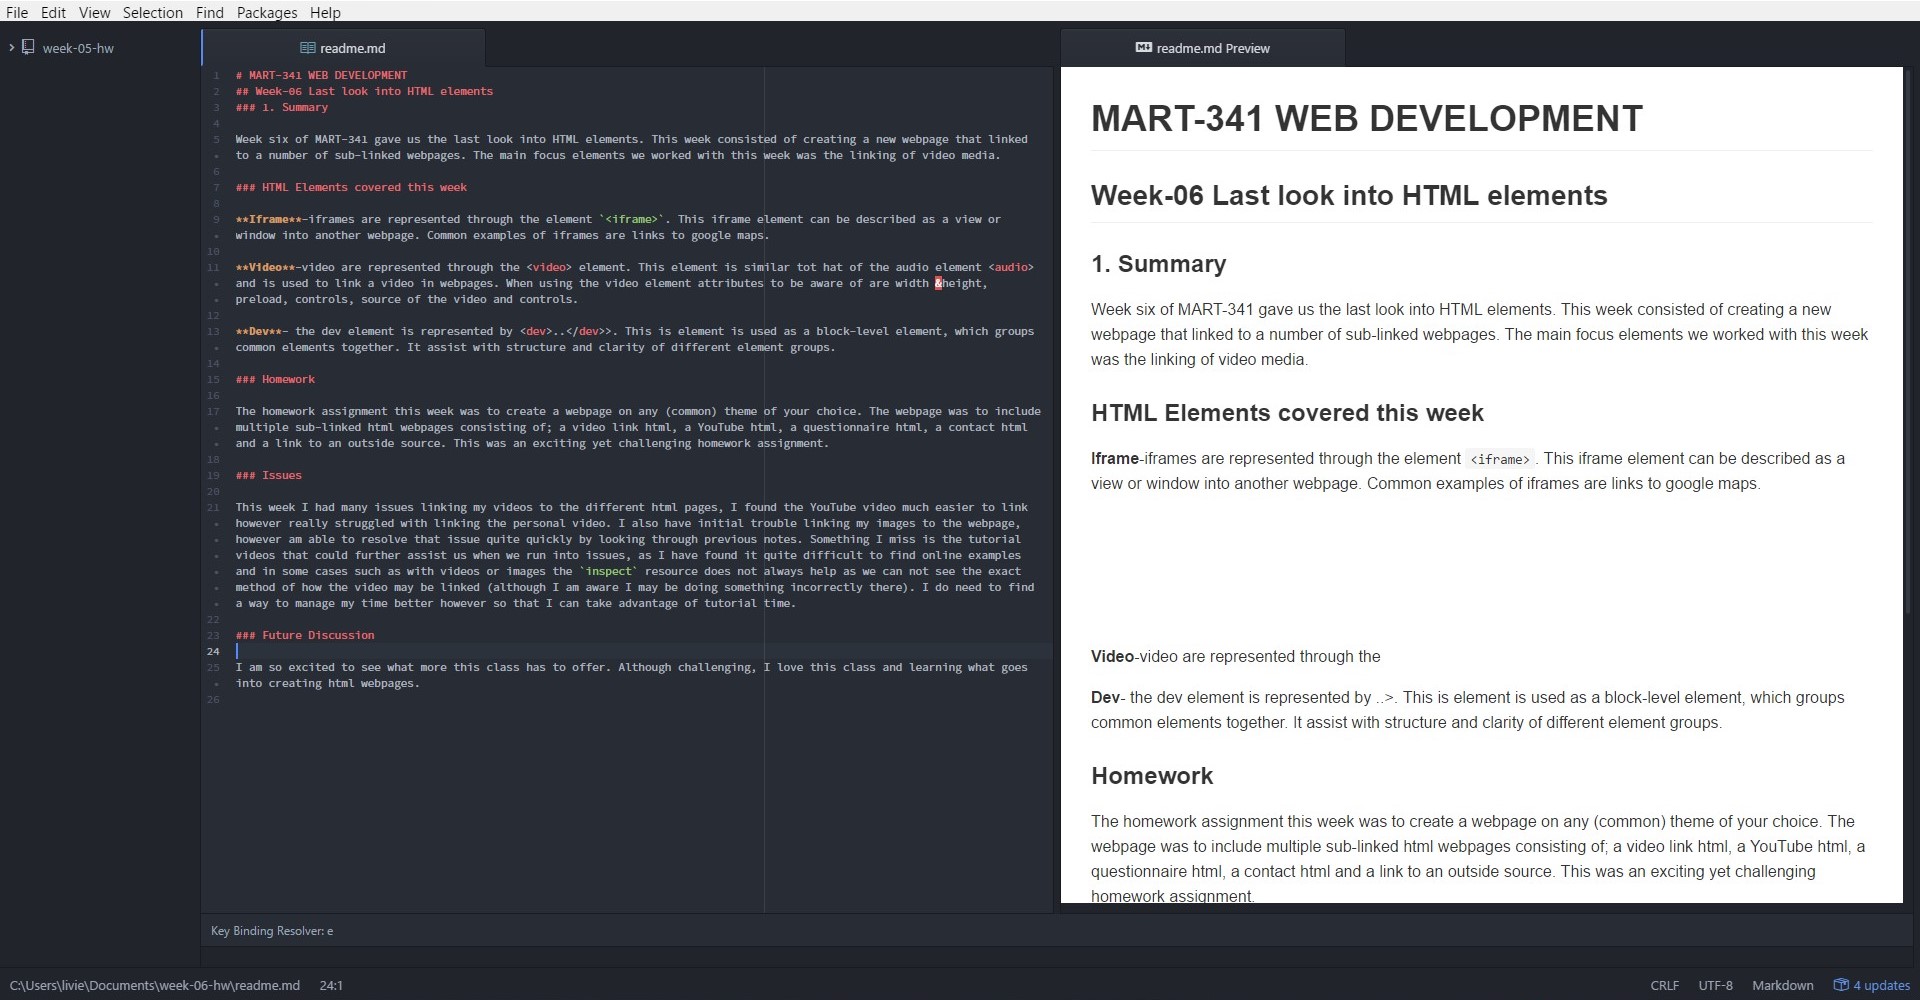 File Edit View Selection Find Packages Help
week-05-hw
readme.md
1 # MART-341 WEB DEVELOPMENT
2 ## Week-06 Last look into HTML elements
3 ### 1. Summary
4
5 Week six of MART-341 gave us the last look into HTML elements. This week consisted of creating a new webpage that linked
• to a number of sub-linked webpages. The main focus elements we worked with this week was the linking of video media.
6
7 ### HTML Elements covered this week
8
9 **Iframe**-iframes are represented through the element `<iframe>`. This iframe element can be described as a view or
• window into another webpage. Common examples of iframes are links to google maps.
10
11 **Video**-video are represented through the <video> element. This element is similar tot hat of the audio element <audio>
• and is used to link a video in webpages. When using the video element attributes to be aware of are width &height,
• preload, controls, source of the video and controls.
12
13 **Dev**- the dev element is represented by <dev>..</dev>>. This is element is used as a block-level element, which groups
• common elements together. It assist with structure and clarity of different element groups.
14
15 ### Homework
16
17 The homework assignment this week was to create a webpage on any (common) theme of your choice. The webpage was to include
• multiple sub-linked html webpages consisting of; a video link html, a YouTube html, a questionnaire html, a contact html
• and a link to an outside source. This was an exciting yet challenging homework assignment.
18
19 ### Issues
20
21 This week I had many issues linking my videos to the different html pages, I found the YouTube video much easier to link
• however really struggled with linking the personal video. I also have initial trouble linking my images to the webpage,
• however am able to resolve that issue quite quickly by looking through previous notes. Something I miss is the tutorial
• videos that could further assist us when we run into issues, as I have found it quite difficult to find online examples
• and in some cases such as with videos or images the `inspect` resource does not always help as we can not see the exact
• method of how the video may be linked (although I am aware I may be doing something incorrectly there). I do need to find
• a way to manage my time better however so that I can take advantage of tutorial time.
22
23 ### Future Discussion
24
25 I am so excited to see what more this class has to offer. Although challenging, I love this class and learning what goes
• into creating html webpages.
26
readme.md Preview
MART-341 WEB DEVELOPMENT
Week-06 Last look into HTML elements
1. Summary
Week six of MART-341 gave us the last look into HTML elements. This week consisted of creating a new
webpage that linked to a number of sub-linked webpages. The main focus elements we worked with this week
was the linking of video media.
HTML Elements covered this week
Iframe-iframes are represented through the element <iframe>. This iframe element can be described as a
view or window into another webpage. Common examples of iframes are links to google maps.
Video-video are represented through the
Dev- the dev element is represented by ..>. This is element is used as a block-level element, which groups
common elements together. It assist with structure and clarity of different element groups.
Homework
The homework assignment this week was to create a webpage on any (common) theme of your choice. The
webpage was to include multiple sub-linked html webpages consisting of; a video link html, a YouTube html, a
questionnaire html, a contact html and a link to an outside source. This was an exciting yet challenging
homework assignment.
Key Binding Resolver: e
C:\Users\livie\Documents\week-06-hw\readme.md 24:1 CRLF UTF-8 Markdown 4 updates